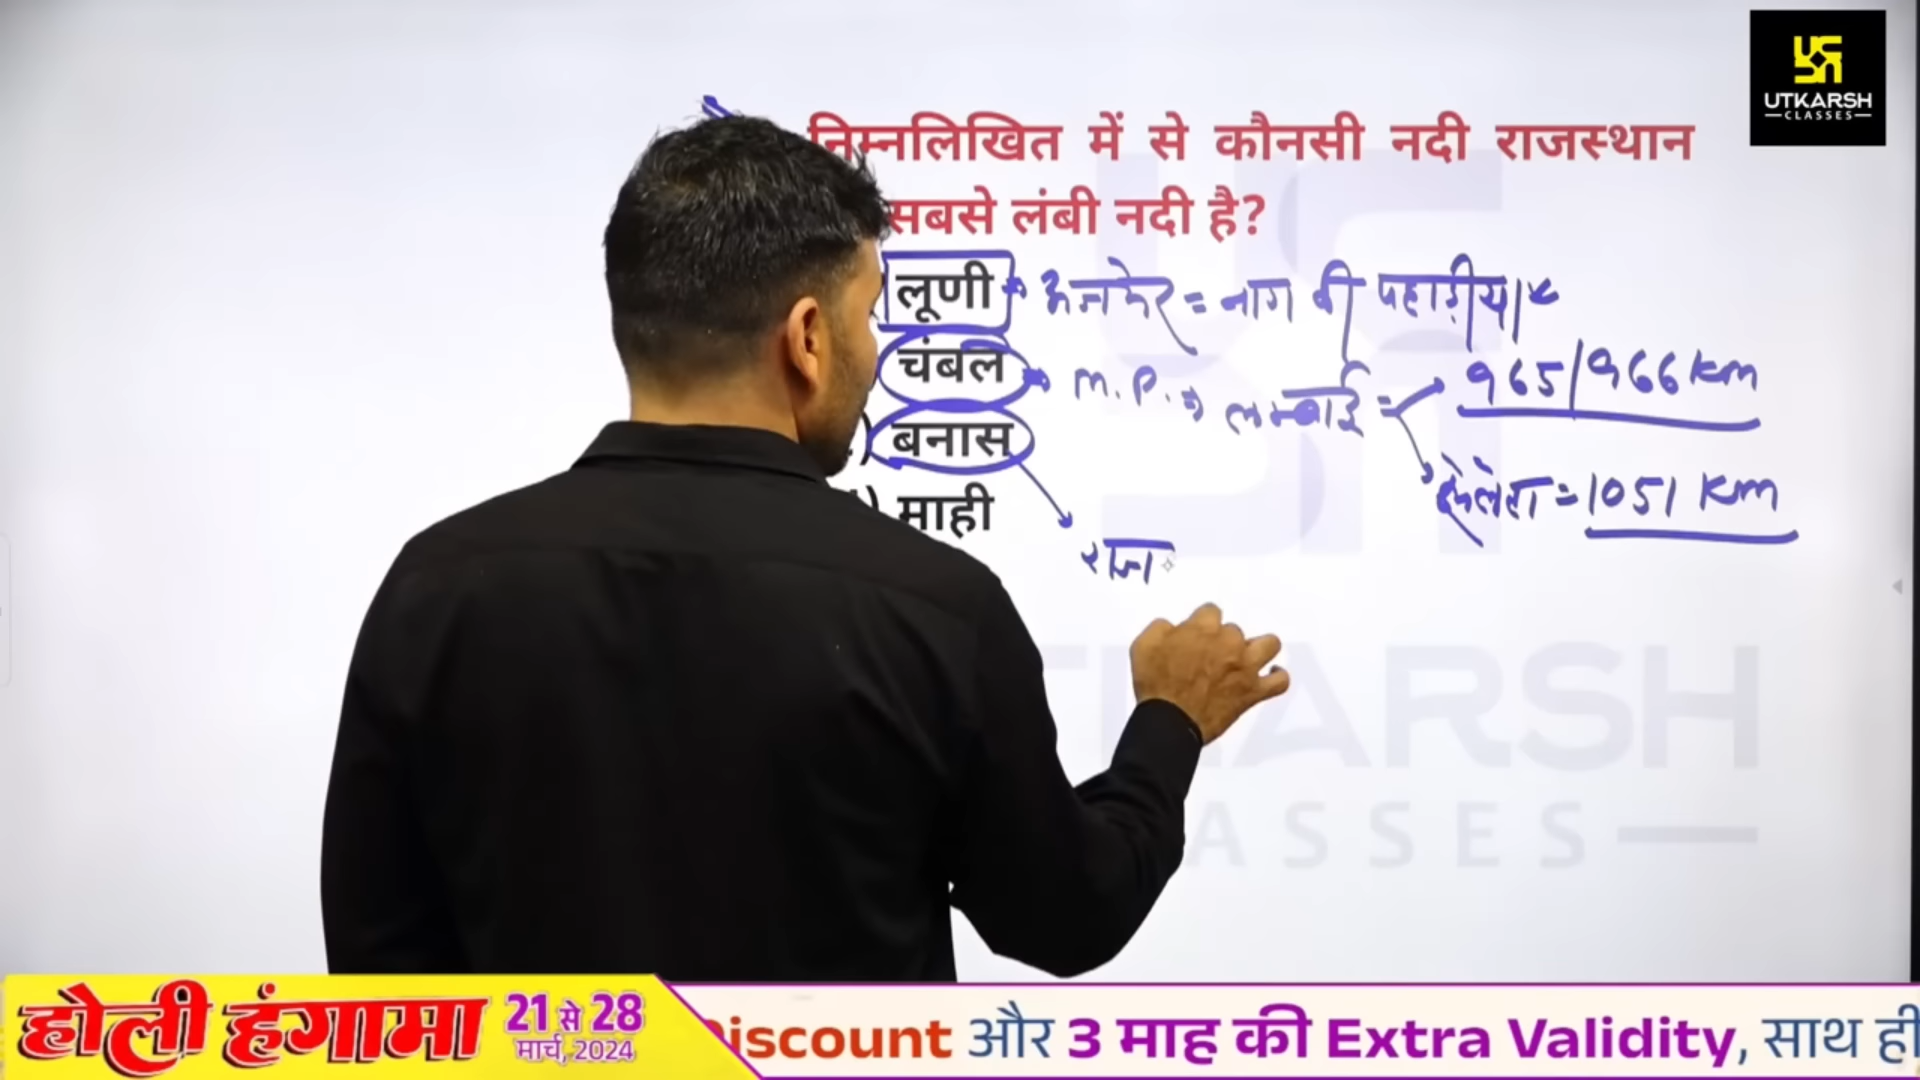 UTKARSH
CLASSES
निम्नलिखित में से कौनसी नदी राजस्थान
सबसे लंबी नदी है?
लूणी अजमेर = नाग की पहाड़ीया
चंबल M.P. लम्बाई = 965/966 km
बनास
= 1051 km
माही
राज
होली हंगामा 21 से 28 मार्च, 2024
iscount और 3 माह की Extra Validity, साथ ही